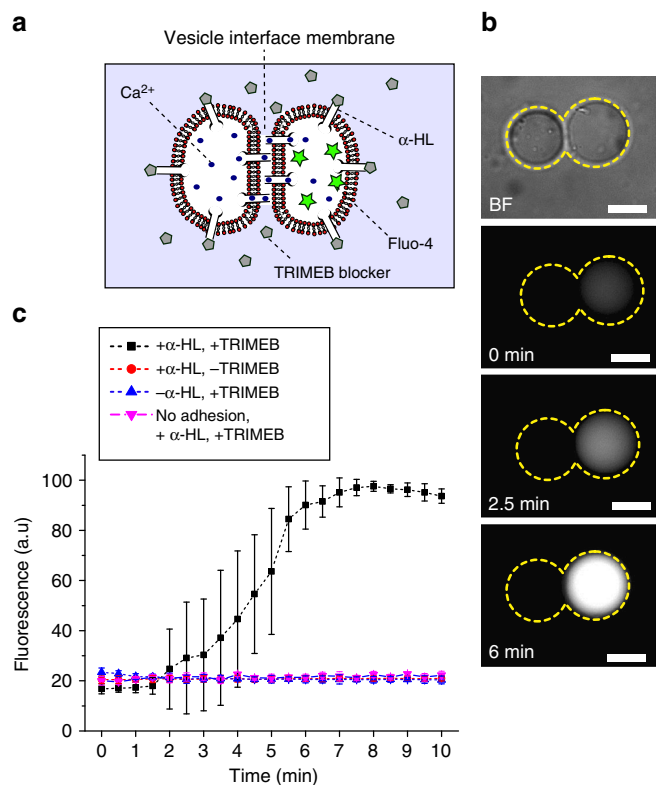 a
Vesicle interface membrane
Ca²⁺
α-HL
Fluo-4
TRIMEB blocker
b
BF
0 min
2.5 min
6 min
c
+α-HL, +TRIMEB
+α-HL, –TRIMEB
–α-HL, +TRIMEB
No adhesion,
+ α-HL, +TRIMEB
Fluorescence (a.u)
100
80
60
40
20
0
0 1 2 3 4 5 6 7 8 9 10
Time (min)